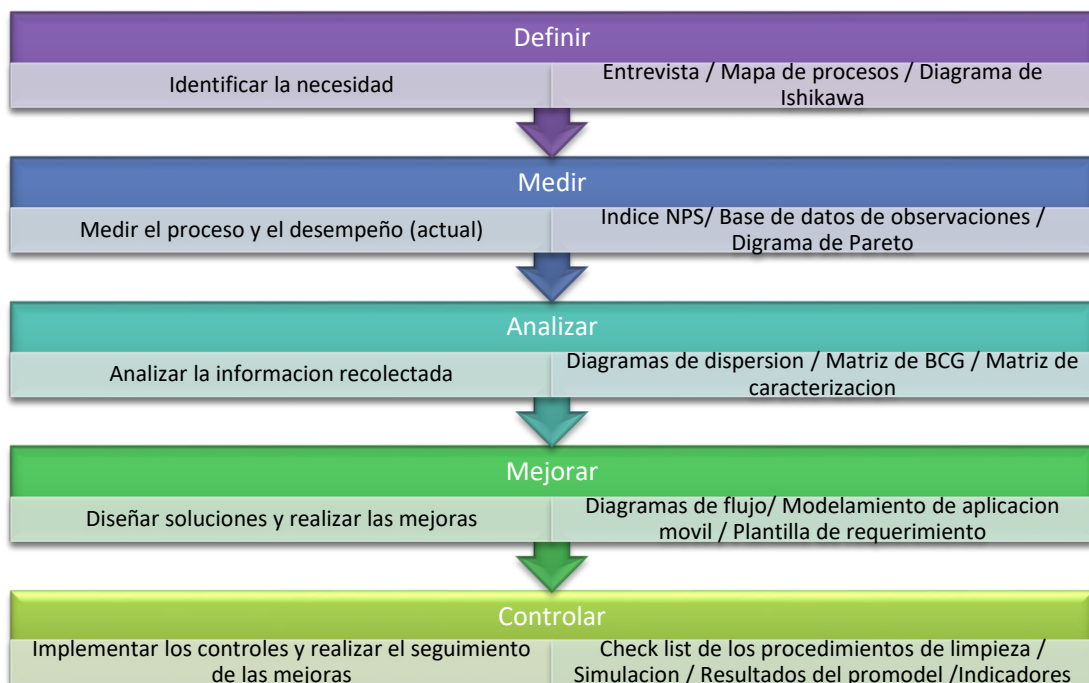 Definir
Identificar la necesidad
Entrevista / Mapa de procesos / Diagrama de
Ishikawa
Medir
Medir el proceso y el desempeño (actual)
Indice NPS/ Base de datos de observaciones /
Digrama de Pareto
Analizar
Analizar la informacion recolectada
Diagramas de dispersion / Matriz de BCG / Matriz de
caracterizacion
Mejorar
Diseñar soluciones y realizar las mejoras
Diagramas de flujo/ Modelamiento de aplicacion
movil / Plantilla de requerimiento
Controlar
Implementar los controles y realizar el seguimiento
de las mejoras
Check list de los procedimientos de limpieza /
Simulacion / Resultados del promodel /Indicadores